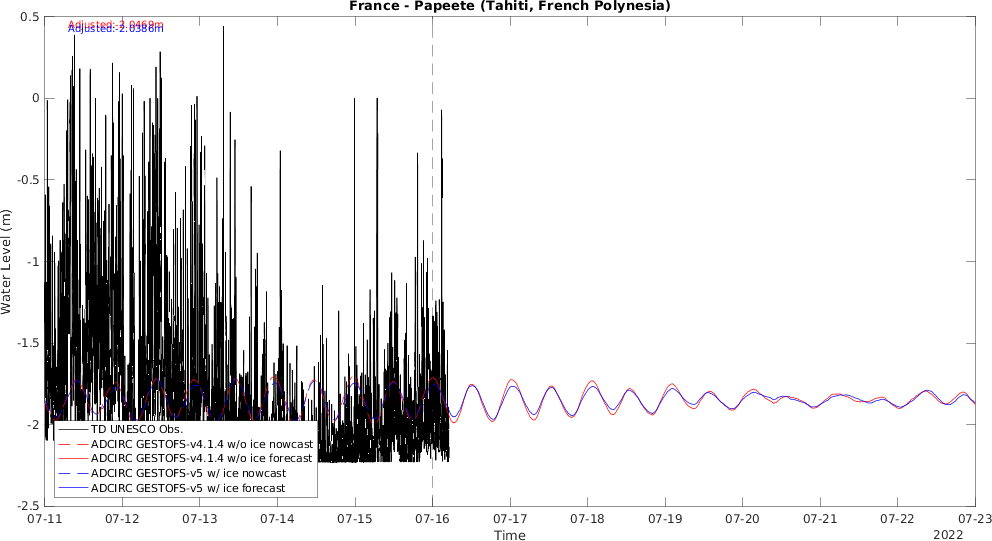 France - Papeete (Tahiti, French Polynesia)
Adjusted:-2.0469m
Adjusted:-2.0386m
0.5
0
-0.5
-1
-1.5
-2
-2.5
Water Level (m)
TD UNESCO Obs.
ADCIRC GESTOFS-v4.1.4 w/o ice nowcast
ADCIRC GESTOFS-v4.1.4 w/o ice forecast
ADCIRC GESTOFS-v5 w/ ice nowcast
ADCIRC GESTOFS-v5 w/ ice forecast
07-11 07-12 07-13 07-14 07-15 07-16 07-17 07-18 07-19 07-20 07-21 07-22 07-23
Time
2022